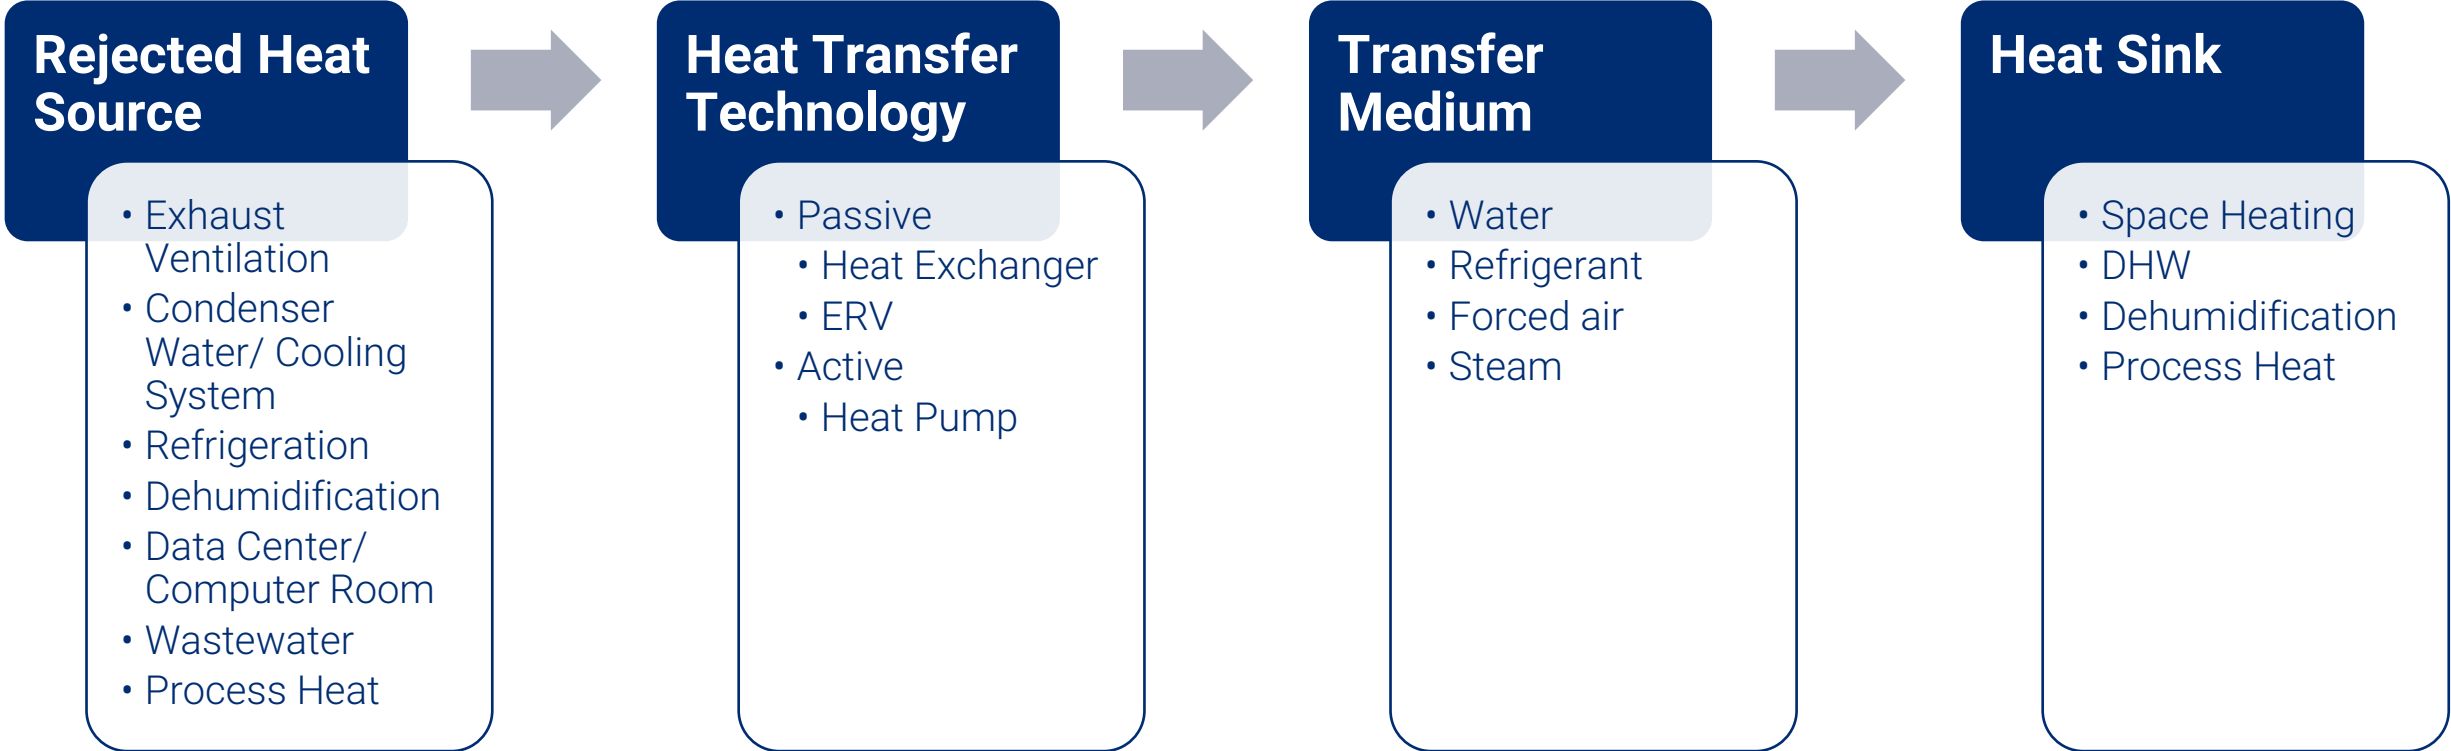 Rejected Heat
Source
• Exhaust
Ventilation
• Condenser
Water/ Cooling
System
• Refrigeration
• Dehumidification
• Data Center/
Computer Room
• Wastewater
• Process Heat
Heat Transfer
Technology
• Passive
• Heat Exchanger
• ERV
• Active
• Heat Pump
Transfer
Medium
• Water
• Refrigerant
• Forced air
• Steam
Heat Sink
• Space Heating
• DHW
• Dehumidification
• Process Heat